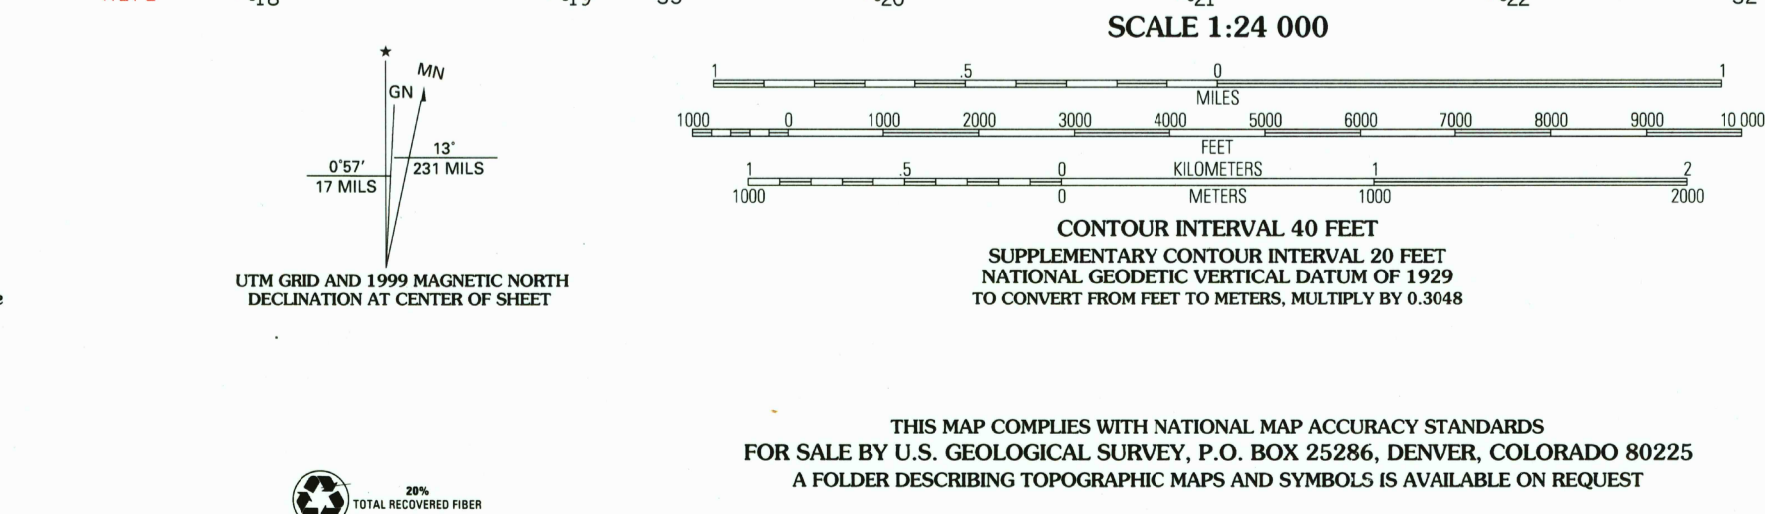 SCALE 1:24 000
★
MN
GN
13°
231 MILS
0°57′
17 MILS
UTM GRID AND 1999 MAGNETIC NORTH
DECLINATION AT CENTER OF SHEET
1 .5 0 1
MILES
1000 0 1000 2000 3000 4000 5000 6000 7000 8000 9000 10 000
FEET
1 .5 0 KILOMETERS 1 2
1000 0 METERS 1000 2000
CONTOUR INTERVAL 40 FEET
SUPPLEMENTARY CONTOUR INTERVAL 20 FEET
NATIONAL GEODETIC VERTICAL DATUM OF 1929
TO CONVERT FROM FEET TO METERS, MULTIPLY BY 0.3048
THIS MAP COMPLIES WITH NATIONAL MAP ACCURACY STANDARDS
FOR SALE BY U.S. GEOLOGICAL SURVEY, P.O. BOX 25286, DENVER, COLORADO 80225
A FOLDER DESCRIBING TOPOGRAPHIC MAPS AND SYMBOLS IS AVAILABLE ON REQUEST
20%
TOTAL RECOVERED FIBER